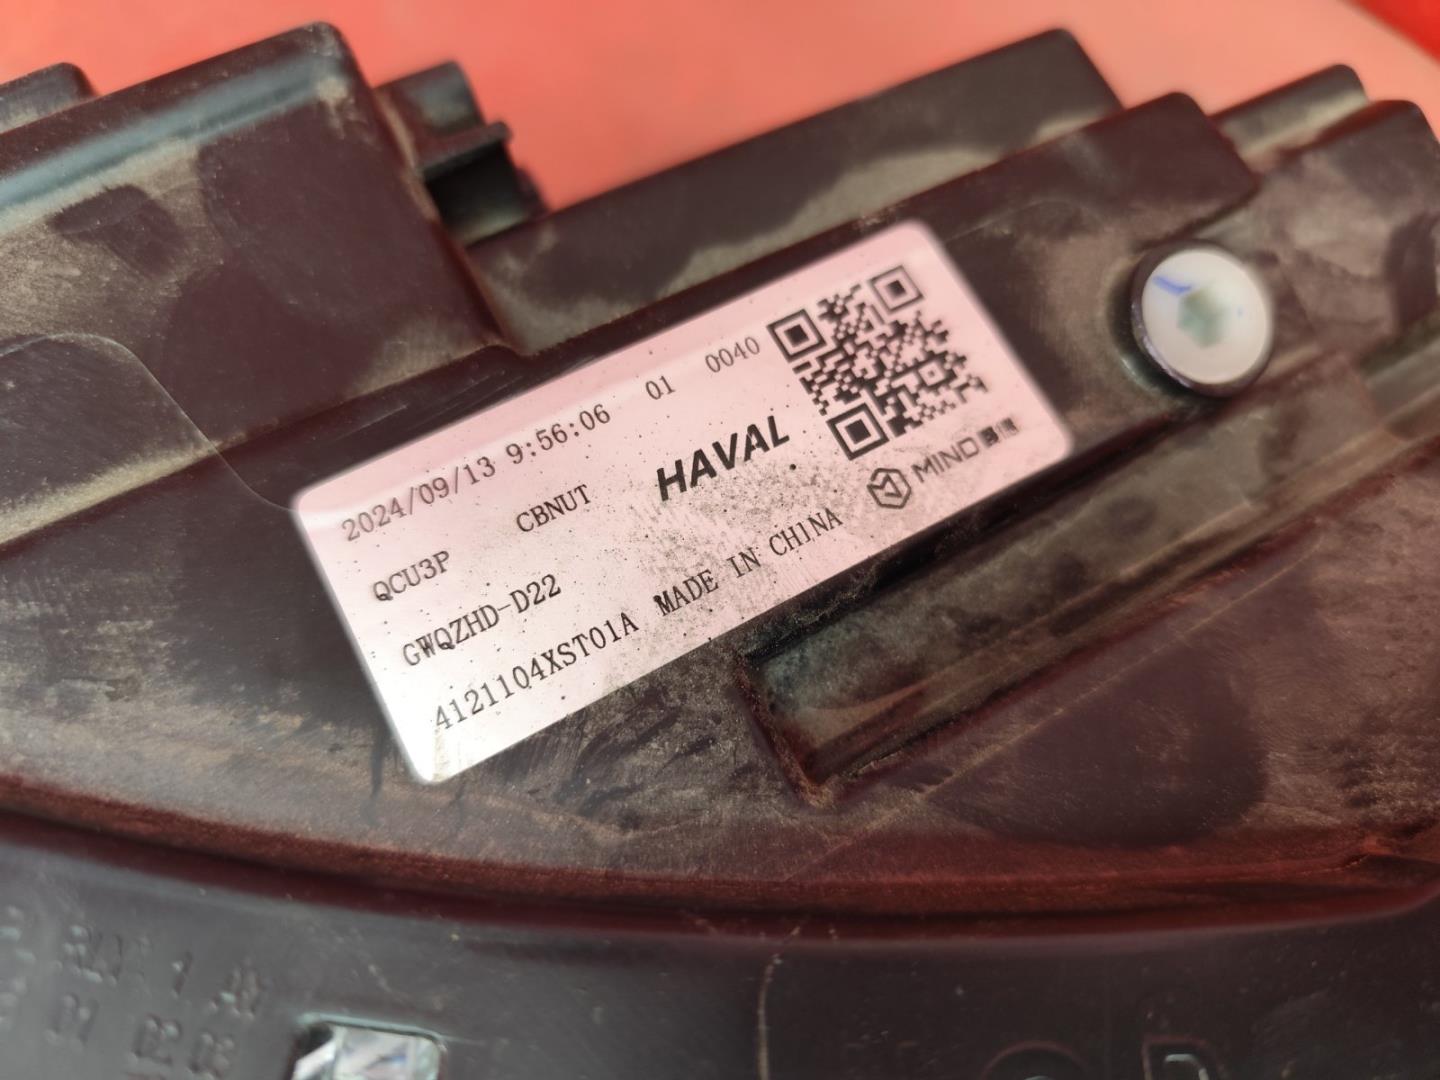 2024/09/13 9:56:06 01 0040
QCU3P CBNUT HAVAL
GWQZHD-D22
4121104XST01A MADE IN CHINA MIND